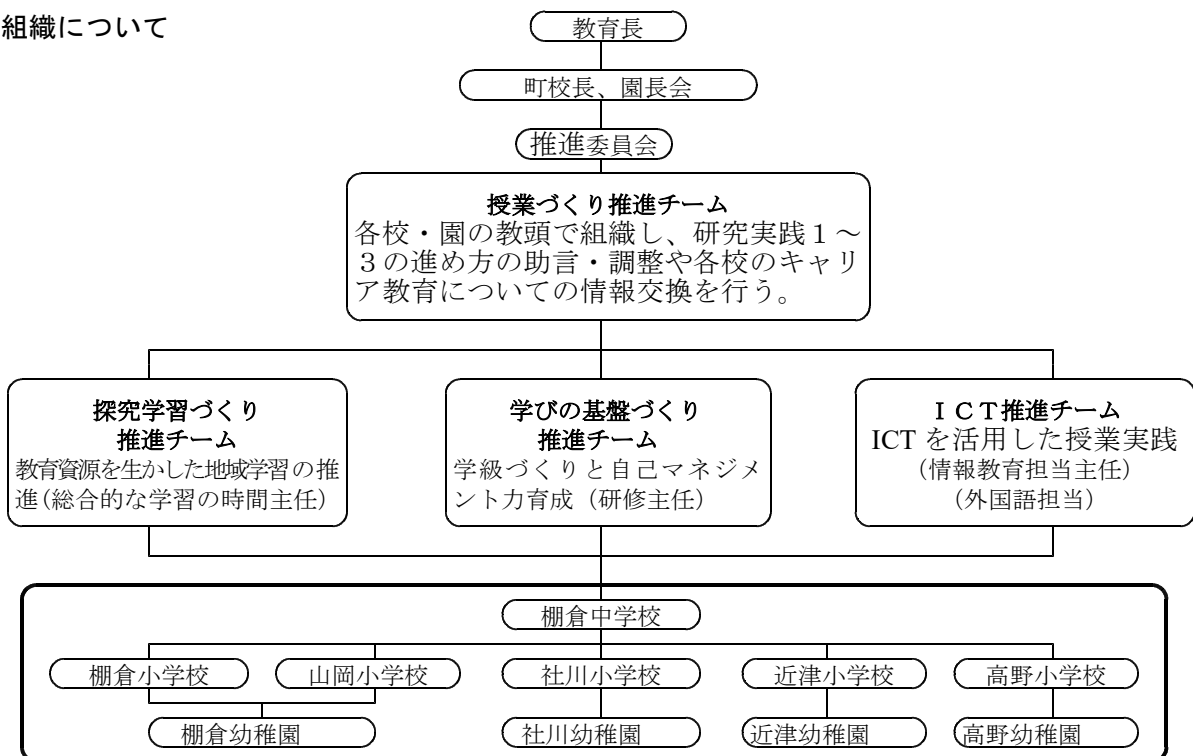 組織について
教育長
町校長、園長会
推進委員会
授業づくり推進チーム
各校・園の教頭で組織し、研究実践１～
３の進め方の助言・調整や各校のキャリ
ア教育についての情報交換を行う。
探究学習づくり
推進チーム
教育資源を生かした地域学習の推
進(総合的な学習の時間主任)
学びの基盤づくり
推進チーム
学級づくりと自己マネジメ
ント力育成（研修主任）
ＩＣＴ推進チーム
ICT を活用した授業実践
（情報教育担当主任）
（外国語担当）
棚倉中学校
棚倉小学校
山岡小学校
社川小学校
近津小学校
高野小学校
棚倉幼稚園
社川幼稚園
近津幼稚園
高野幼稚園